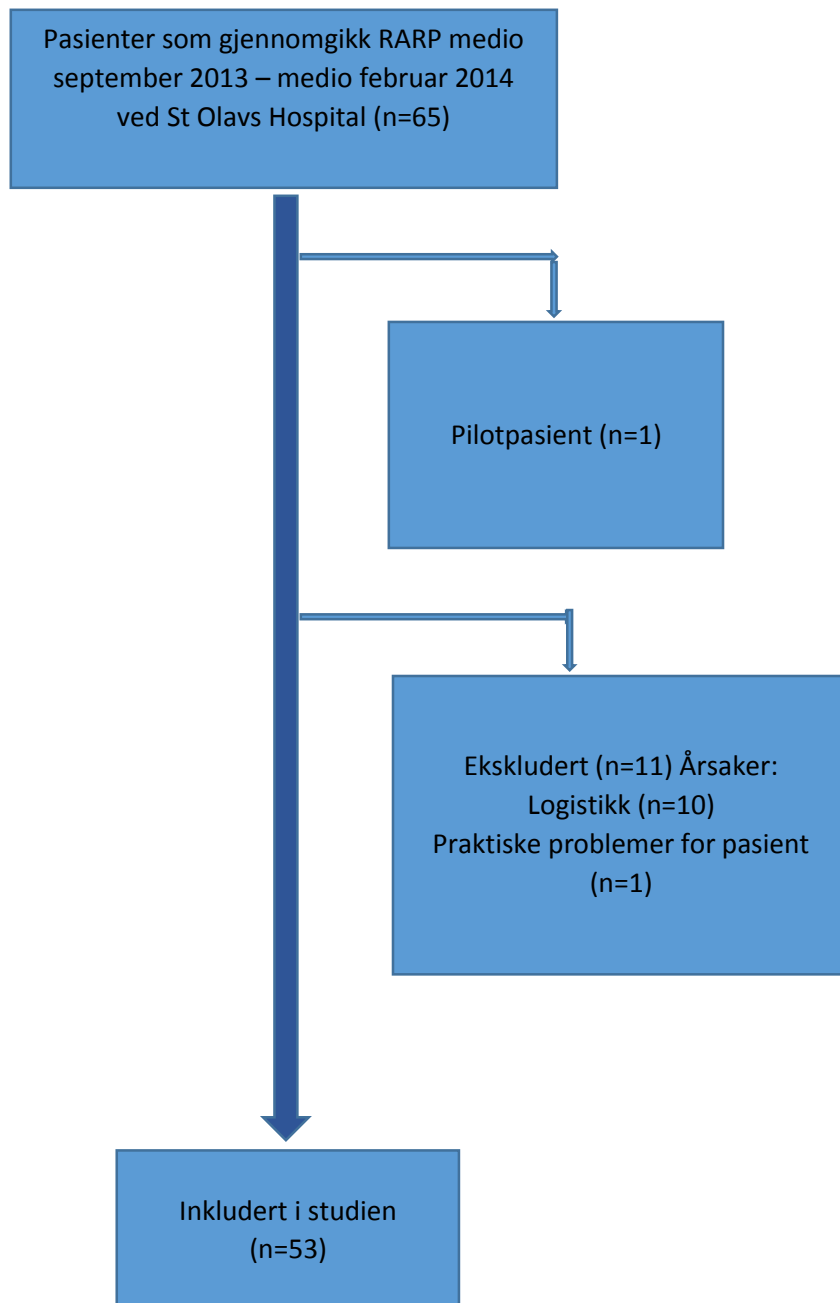 Pasienter som gjennomgikk RARP medio
september 2013 – medio februar 2014
ved St Olavs Hospital (n=65)
Pilotpasient (n=1)
Ekskludert (n=11) Årsaker:
Logistikk (n=10)
Praktiske problemer for pasient
(n=1)
Inkludert i studien
(n=53)